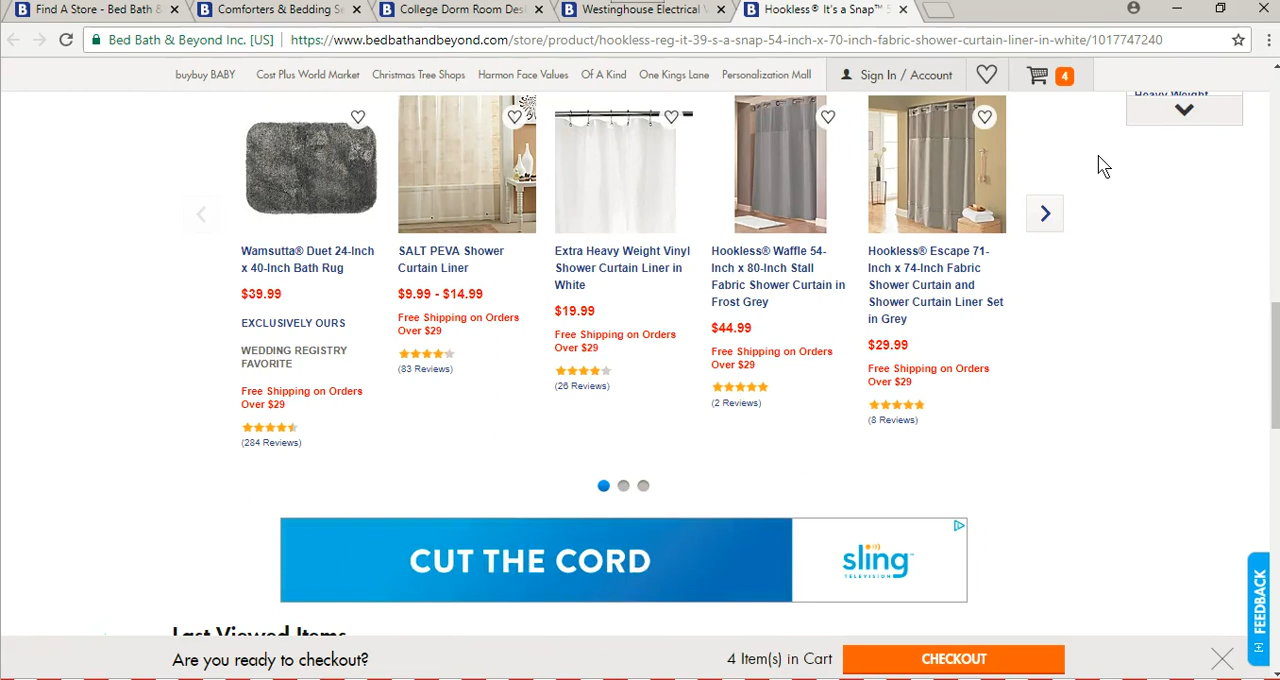 Find A Store - Bed Bath &
Comforters & Bedding Se
College Dorm Room Des
Westinghouse Electrical V
Hookless® It's a Snap™ 5
Bed Bath & Beyond Inc. [US]
https://www.bedbathandbeyond.com/store/product/hookless-reg-it-39-s-a-snap-54-inch-x-70-inch-fabric-shower-curtain-liner-in-white/1017747240
buybuy BABY
Cost Plus World Market
Christmas Tree Shops
Harmon Face Values
Of A Kind
One Kings Lane
Personalization Mall
Sign In / Account
4
Heavy Weight
Wamsutta® Duet 24-Inch
x 40-Inch Bath Rug
$39.99
EXCLUSIVELY OURS
WEDDING REGISTRY
FAVORITE
Free Shipping on Orders
Over $29
(284 Reviews)
SALT PEVA Shower
Curtain Liner
$9.99 - $14.99
Free Shipping on Orders
Over $29
(83 Reviews)
Extra Heavy Weight Vinyl
Shower Curtain Liner in
White
$19.99
Free Shipping on Orders
Over $29
(26 Reviews)
Hookless® Waffle 54-
Inch x 80-Inch Stall
Fabric Shower Curtain in
Frost Grey
$44.99
Free Shipping on Orders
Over $29
(2 Reviews)
Hookless® Escape 71-
Inch x 74-Inch Fabric
Shower Curtain and
Shower Curtain Liner Set
in Grey
$29.99
Free Shipping on Orders
Over $29
(8 Reviews)
CUT THE CORD
sling
TELEVISION
FEEDBACK
Last Viewed Items
Are you ready to checkout?
4 Item(s) in Cart
CHECKOUT